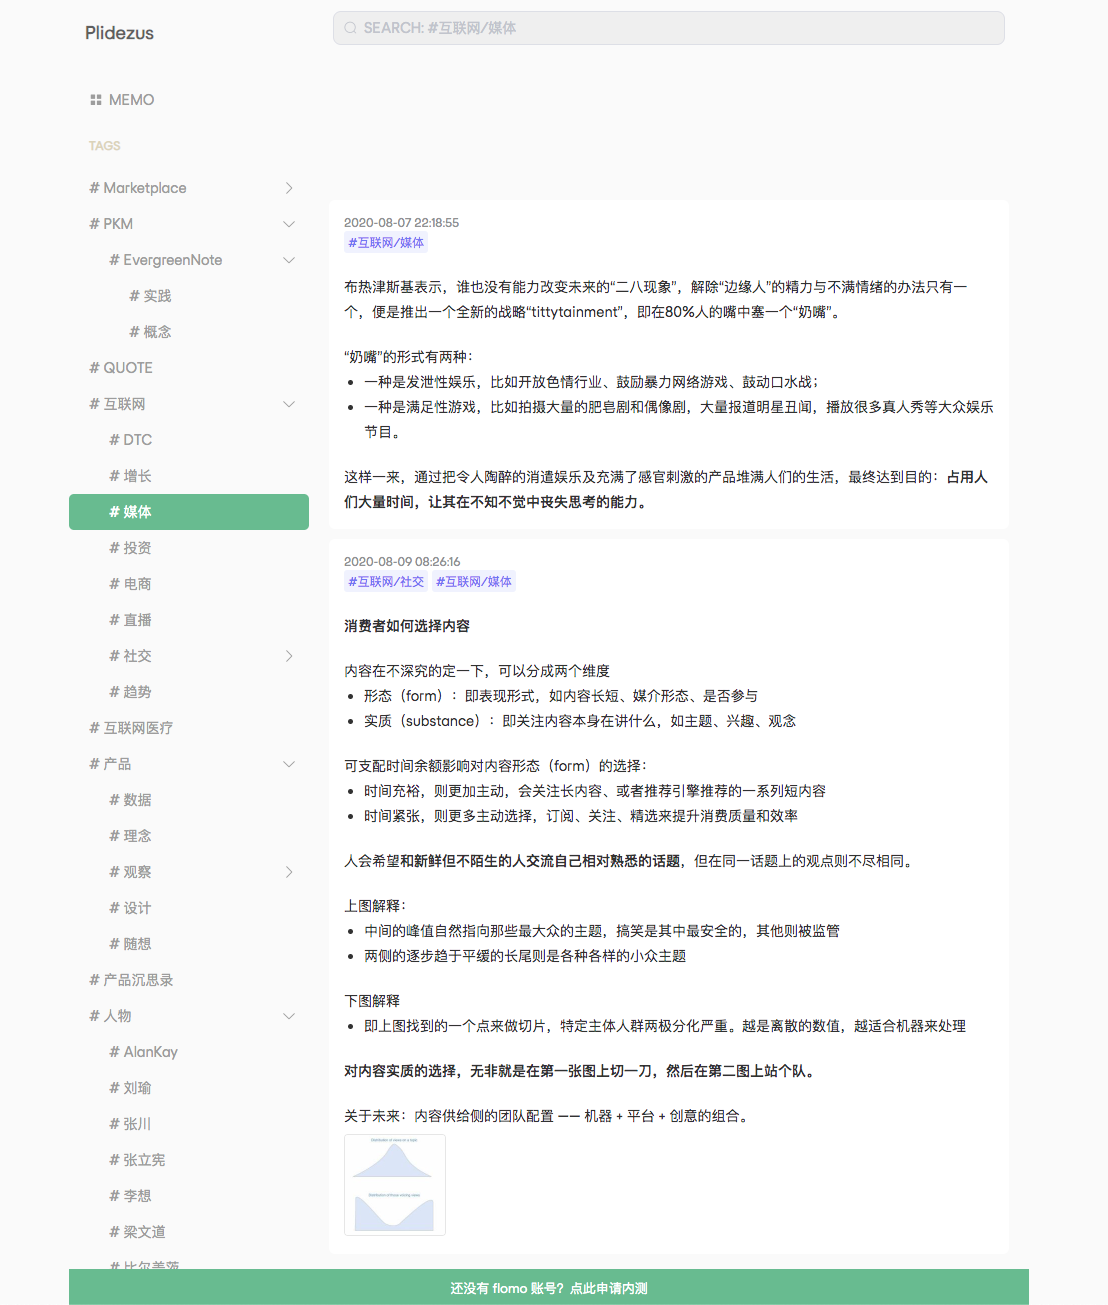 Plidezus
SEARCH: #互联网/媒体
MEMO
TAGS
# Marketplace
# PKM
# EvergreenNote
# 实践
# 概念
# QUOTE
# 互联网
# DTC
# 增长
# 媒体
# 投资
# 电商
# 直播
# 社交
# 趋势
# 互联网医疗
# 产品
# 数据
# 理念
# 观察
# 设计
# 随想
# 产品沉思录
# 人物
# AlanKay
# 刘瑜
# 张川
# 张立宪
# 李想
# 梁文道
# 比尔盖茨
2020-08-07 22:18:55
#互联网/媒体
布热津斯基表示，谁也没有能力改变未来的“二八现象”，解除“边缘人”的精力与不满情绪的办法只有一
个，便是推出一个全新的战略“tittytainment”，即在80%人的嘴中塞一个“奶嘴”。
“奶嘴”的形式有两种：
• 一种是发泄性娱乐，比如开放色情行业、鼓励暴力网络游戏、鼓动口水战；
• 一种是满足性游戏，比如拍摄大量的肥皂剧和偶像剧，大量报道明星丑闻，播放很多真人秀等大众娱乐
节目。
这样一来，通过把令人陶醉的消遣娱乐及充满了感官刺激的产品堆满人们的生活，最终达到目的：占用人
们大量时间，让其在不知不觉中丧失思考的能力。
2020-08-09 08:26:16
#互联网/社交 #互联网/媒体
消费者如何选择内容
内容在不深究的定一下，可以分成两个维度
• 形态（form）：即表现形式，如内容长短、媒介形态、是否参与
• 实质（substance）：即关注内容本身在讲什么，如主题、兴趣、观念
可支配时间余额影响对内容形态（form）的选择：
• 时间充裕，则更加主动，会关注长内容、或者推荐引擎推荐的一系列短内容
• 时间紧张，则更多主动选择，订阅、关注、精选来提升消费质量和效率
人会希望和新鲜但不陌生的人交流自己相对熟悉的话题，但在同一话题上的观点则不尽相同。
上图解释：
• 中间的峰值自然指向那些最大众的主题，搞笑是其中最安全的，其他则被监管
• 两侧的逐步趋于平缓的长尾则是各种各样的小众主题
下图解释
• 即上图找到的一个点来做切片，特定主体人群两极分化严重。越是离散的数值，越适合机器来处理
对内容实质的选择，无非就是在第一张图上切一刀，然后在第二图上站个队。
关于未来：内容供给侧的团队配置 —— 机器 + 平台 + 创意的组合。
还没有 flomo 账号？点此申请内测